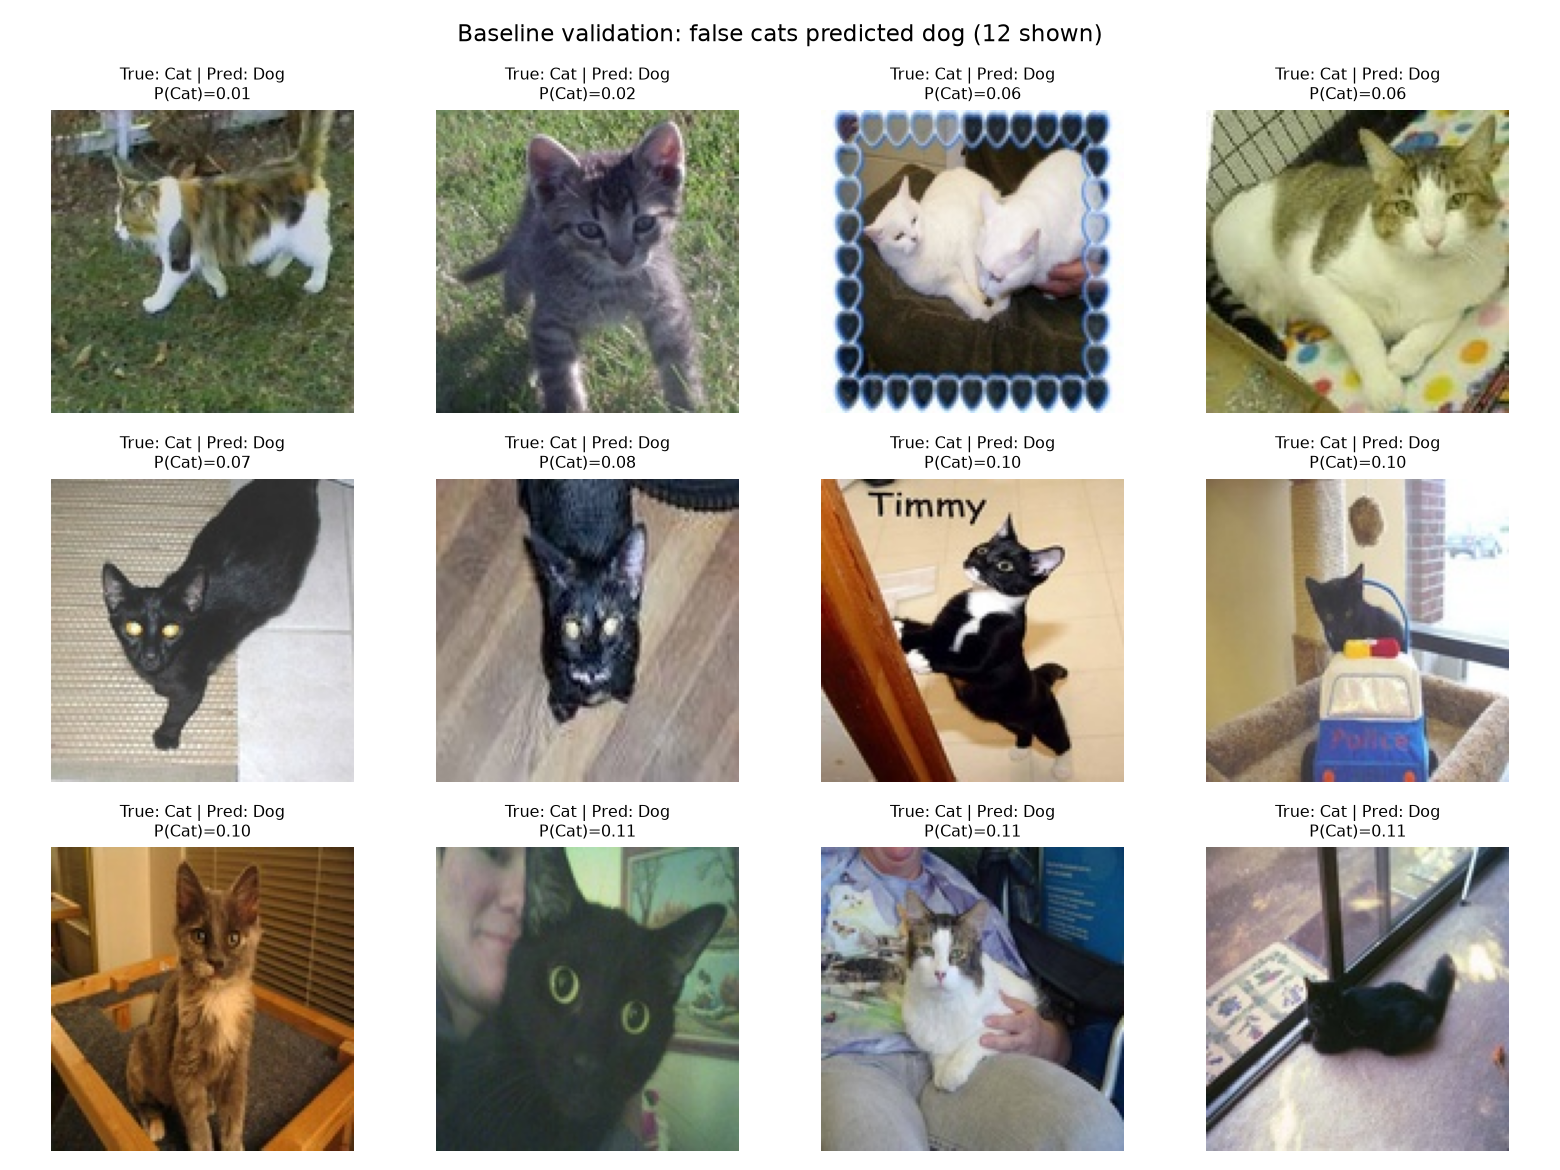 Baseline validation: false cats predicted dog (12 shown)
True: Cat | Pred: Dog
P(Cat)=0.01
True: Cat | Pred: Dog
P(Cat)=0.02
True: Cat | Pred: Dog
P(Cat)=0.06
True: Cat | Pred: Dog
P(Cat)=0.06
True: Cat | Pred: Dog
P(Cat)=0.07
True: Cat | Pred: Dog
P(Cat)=0.08
True: Cat | Pred: Dog
P(Cat)=0.10
Timmy
True: Cat | Pred: Dog
P(Cat)=0.10
Police
True: Cat | Pred: Dog
P(Cat)=0.10
True: Cat | Pred: Dog
P(Cat)=0.11
True: Cat | Pred: Dog
P(Cat)=0.11
True: Cat | Pred: Dog
P(Cat)=0.11